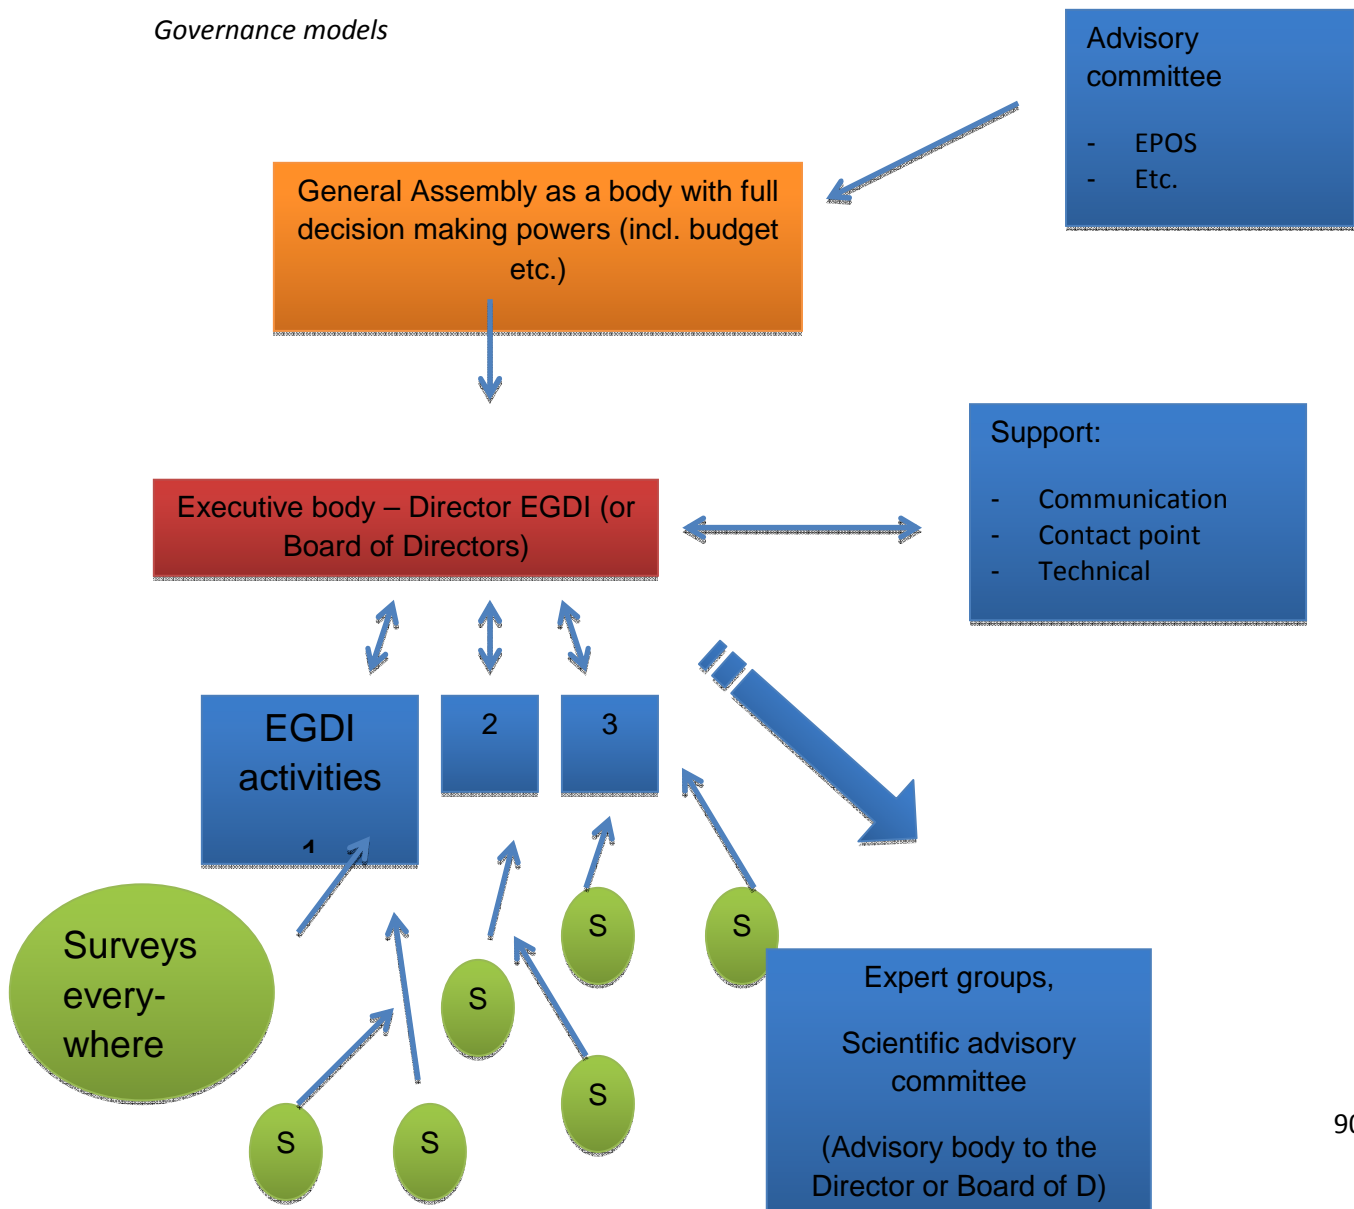 Governance models
Advisory
committee
- EPOS
- Etc.
General Assembly as a body with full
decision making powers (incl. budget
etc.)
Support:
- Communication
- Contact point
- Technical
Executive body – Director EGDI (or
Board of Directors)
EGDI
activities
1
2
3
Surveys
every-
where
S
S
S
S
S
S
Expert groups,
Scientific advisory
committee
(Advisory body to the
Director or Board of D)
90